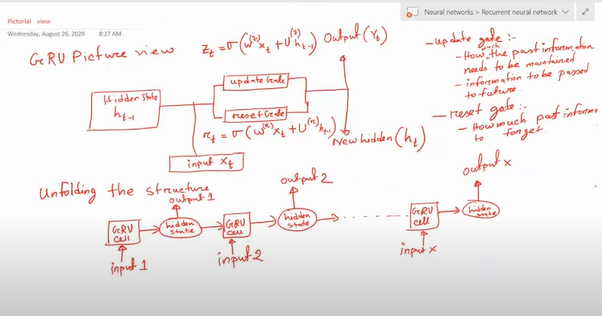 Pictorial view
Wednesday, August 26, 2020 8:27 AM
Neural networks > Recurrent neural network
GRU Picture view
z_t = σ(W^(z) x_t + U^(z) h_{t-1})
Output (y_t)
update Gate
Hidden State
h_{t-1}
reset Gate
r_t = σ(W^(r) x_t + U^(r) h_{t-1})
New hidden (h_t)
input x_t
- update gate :-
- How much the past information
needs to be maintained
- information to be passed
to future.
- reset gate :-
- How much past inform
to forget
Unfolding the structure
output 1
output 2
output x
GRU
cell
hidden
state
GRU
cell
hidden
state
GRU
cell
hidden
state
input 1
input 2
input x